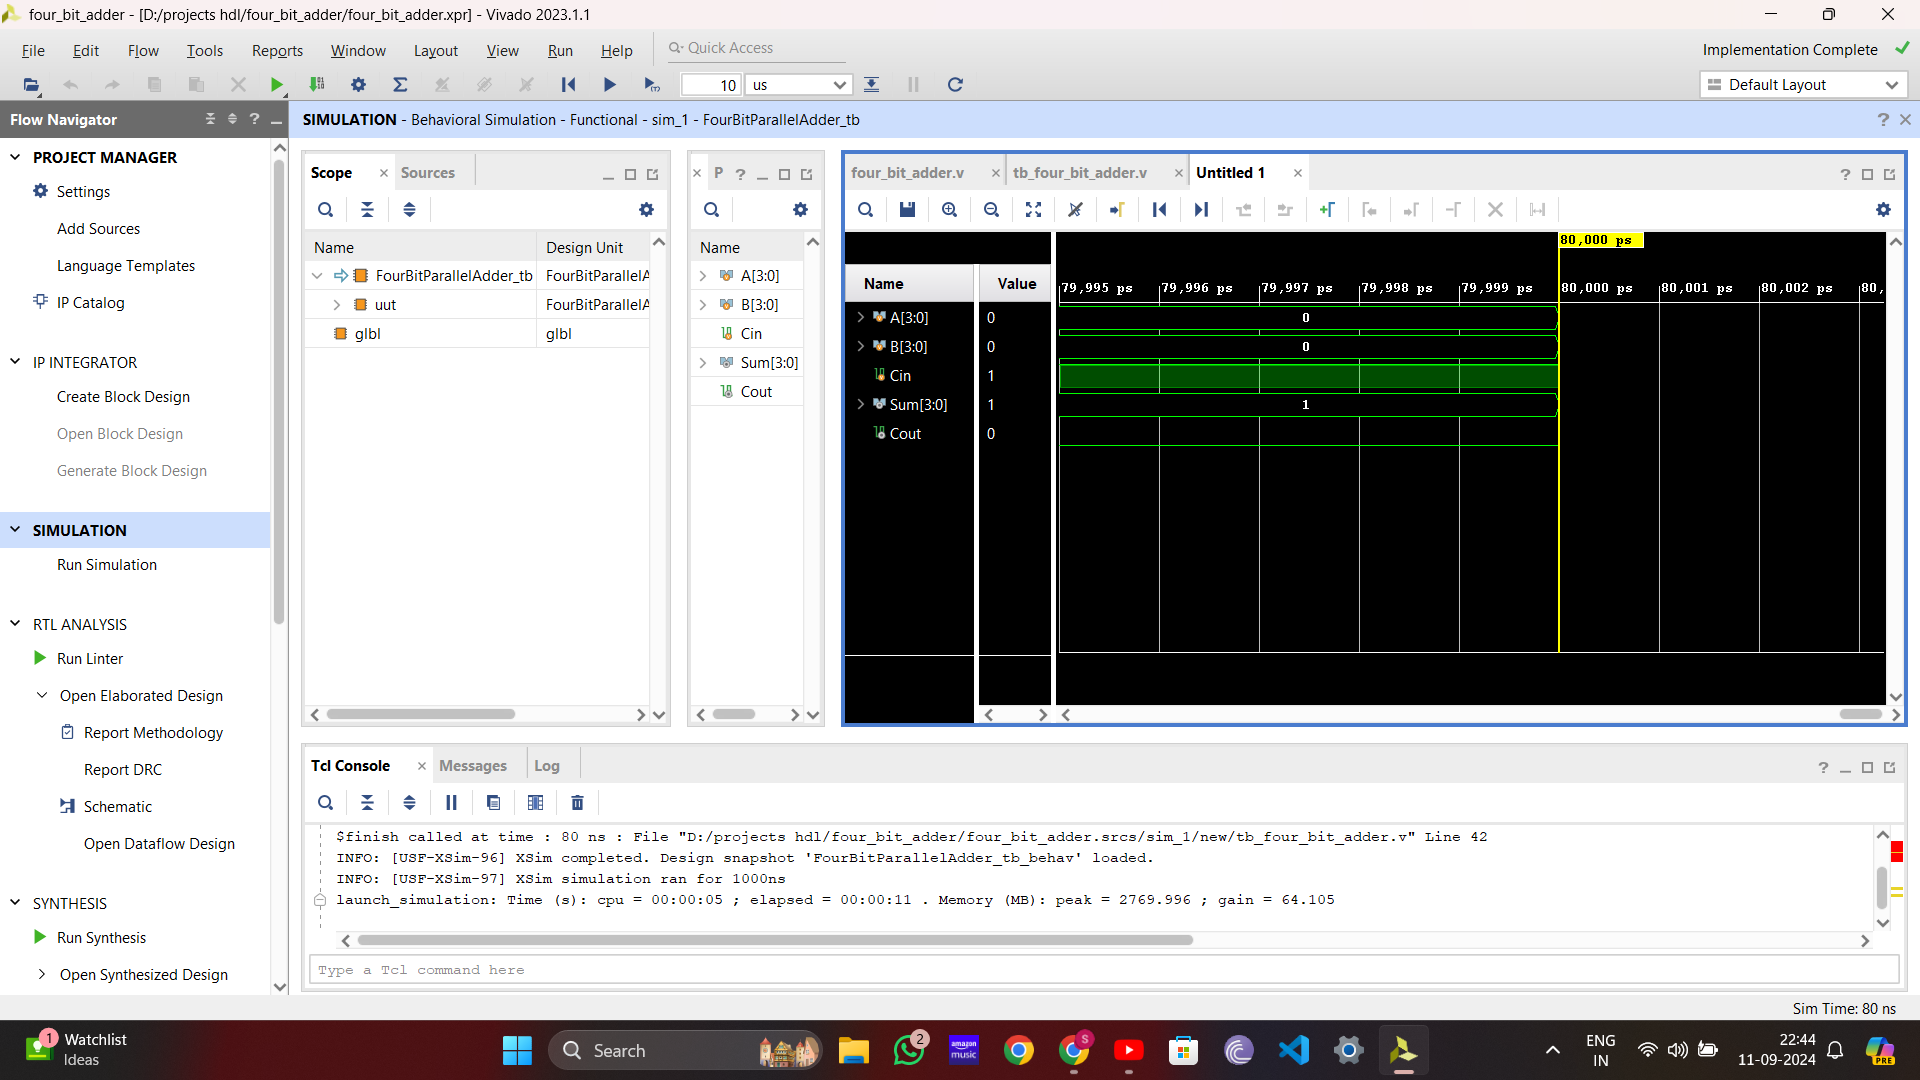 four_bit_adder - [D:/projects hdl/four_bit_adder/four_bit_adder.xpr] - Vivado 2023.1.1
File Edit Flow Tools Reports Window Layout View Run Help Quick Access Implementation Complete
10 us Default Layout
Flow Navigator
SIMULATION - Behavioral Simulation - Functional - sim_1 - FourBitParallelAdder_tb
PROJECT MANAGER
Settings
Add Sources
Language Templates
IP Catalog
IP INTEGRATOR
Create Block Design
Open Block Design
Generate Block Design
SIMULATION
Run Simulation
RTL ANALYSIS
Run Linter
Open Elaborated Design
Report Methodology
Report DRC
Schematic
Open Dataflow Design
SYNTHESIS
Run Synthesis
Open Synthesized Design
Scope Sources
Name Design Unit
FourBitParallelAdder_tb FourBitParallelA
uut FourBitParallelA
glbl glbl
P
Name
A[3:0]
B[3:0]
Cin
Sum[3:0]
Cout
four_bit_adder.v tb_four_bit_adder.v Untitled 1
80,000 ps
Name Value 79,995 ps 79,996 ps 79,997 ps 79,998 ps 79,999 ps 80,000 ps 80,001 ps 80,002 ps 80,
A[3:0] 0 0
B[3:0] 0 0
Cin 1
Sum[3:0] 1 1
Cout 0
Tcl Console Messages Log
$finish called at time : 80 ns : File "D:/projects hdl/four_bit_adder/four_bit_adder.srcs/sim_1/new/tb_four_bit_adder.v" Line 42
INFO: [USF-XSim-96] XSim completed. Design snapshot 'FourBitParallelAdder_tb_behav' loaded.
INFO: [USF-XSim-97] XSim simulation ran for 1000ns
launch_simulation: Time (s): cpu = 00:00:05 ; elapsed = 00:00:11 . Memory (MB): peak = 2769.996 ; gain = 64.105
Type a Tcl command here
Sim Time: 80 ns
1 Watchlist
Ideas
Search
2
amazon music
S
PRE
ENG
IN
22:44
11-09-2024